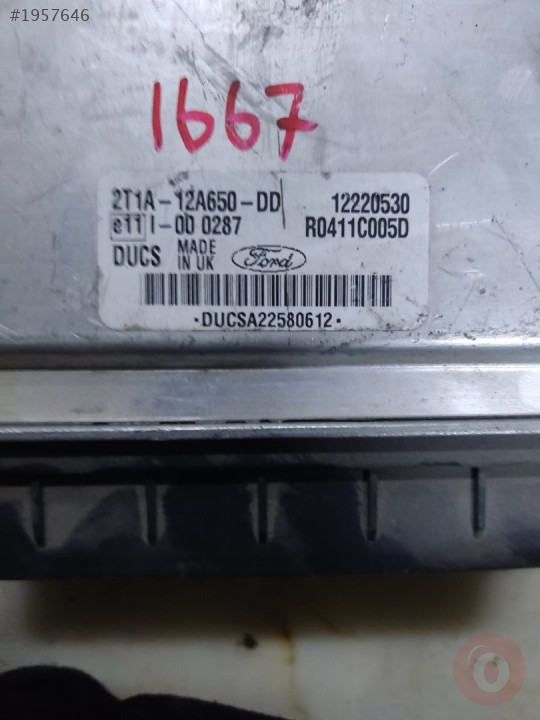 #1957646
1667
2T1A-12A650-DD 12220530
e11 I-00 0287 R0411C005D
DUCS MADE IN UK Ford
·DUCSA22580612·